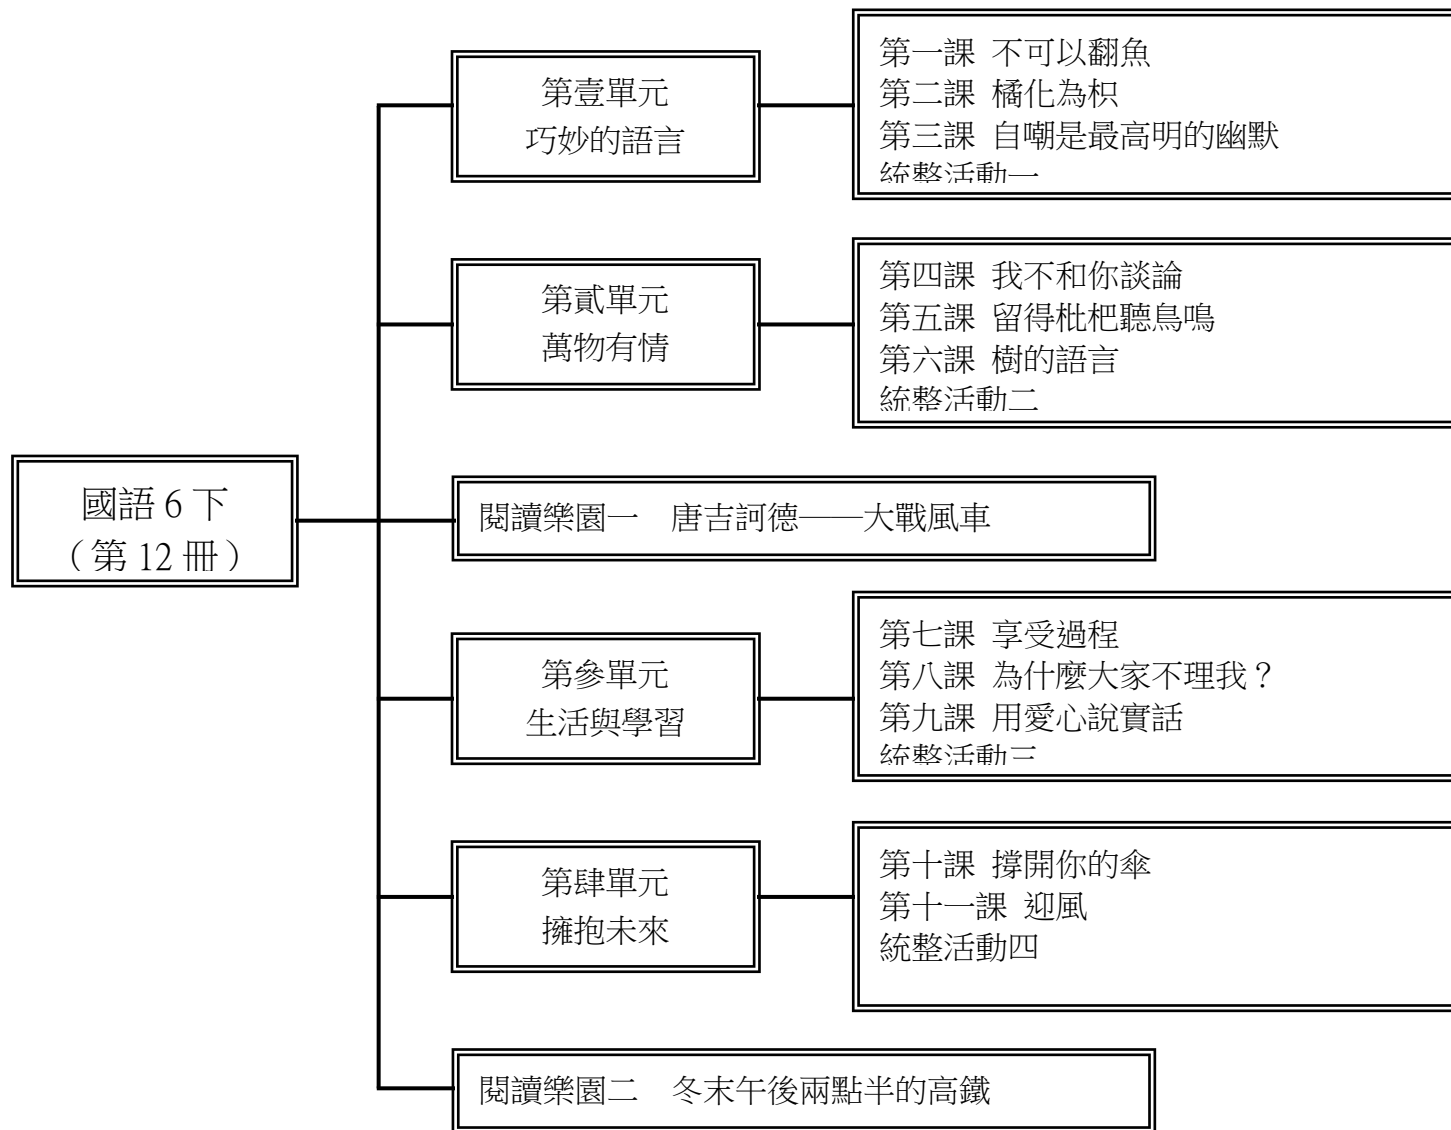 國語 6 下
（第 12 冊）
第壹單元
巧妙的語言
第一課 不可以翻魚
第二課 橘化為枳
第三課 自嘲是最高明的幽默
統整活動一
第貳單元
萬物有情
第四課 我不和你談論
第五課 留得枇杷聽鳥鳴
第六課 樹的語言
統整活動二
閱讀樂園一　唐吉訶德──大戰風車
第參單元
生活與學習
第七課 享受過程
第八課 為什麼大家不理我？
第九課 用愛心說實話
統整活動三
第肆單元
擁抱未來
第十課 撐開你的傘
第十一課 迎風
統整活動四
閱讀樂園二　冬末午後兩點半的高鐵